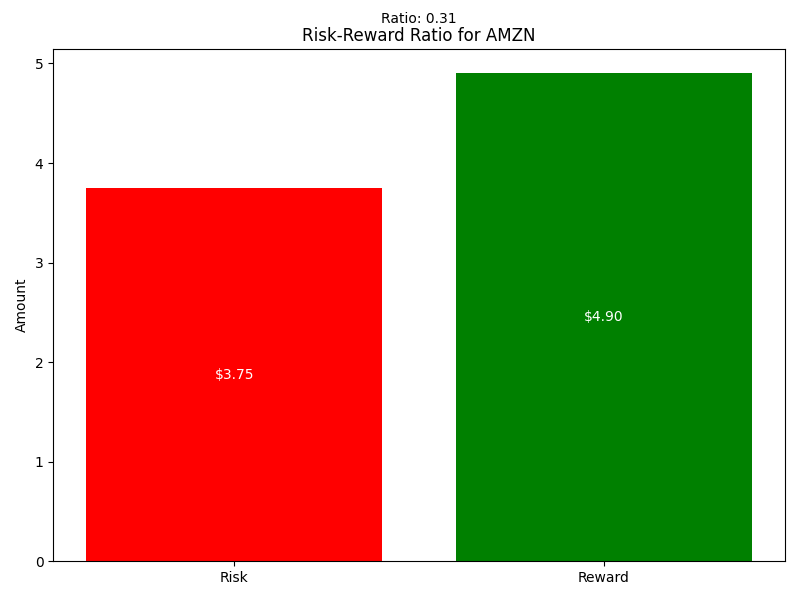 Ratio: 0.31
Risk-Reward Ratio for AMZN
5
4
3
2
1
0
Amount
$3.75
$4.90
Risk
Reward